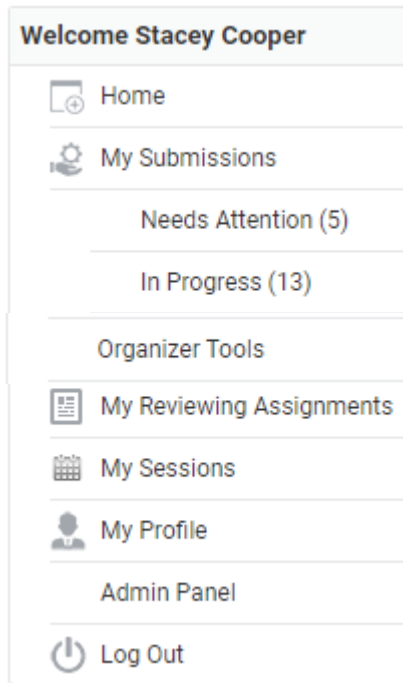 Welcome Stacey Cooper
Home
My Submissions
Needs Attention (5)
In Progress (13)
Organizer Tools
My Reviewing Assignments
My Sessions
My Profile
Admin Panel
Log Out